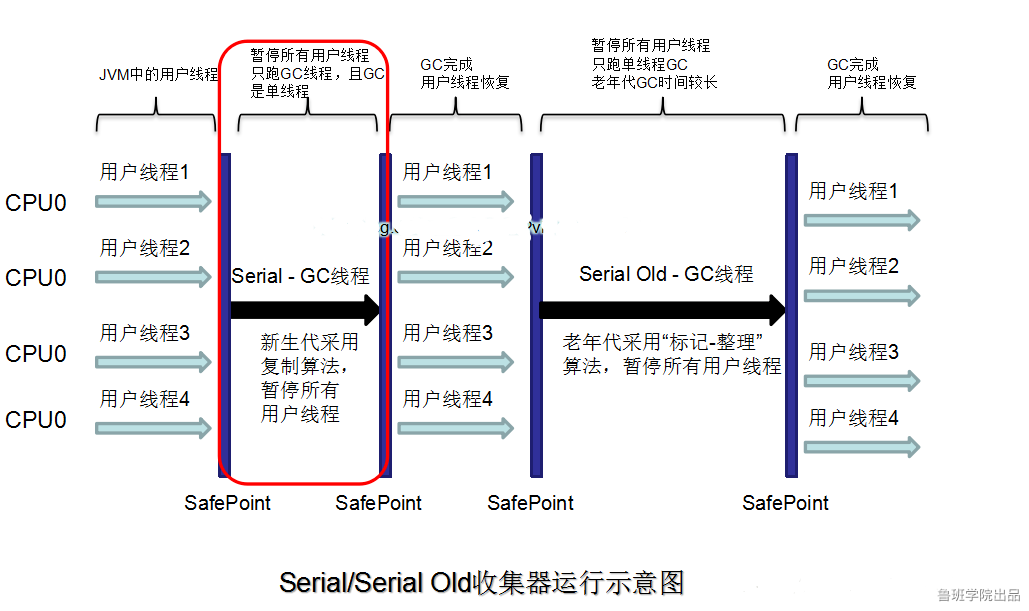 JVM中的用户线程
暂停所有用户线程
只跑GC线程，且GC
是单线程
GC完成
用户线程恢复
暂停所有用户线程
只跑单线程GC
老年代GC时间较长
GC完成
用户线程恢复
CPU0
CPU0
CPU0
CPU0
用户线程1
用户线程2
用户线程3
用户线程4
Serial - GC线程
新生代采用
复制算法，
暂停所有
用户线程
用户线程1
用户线程2
用户线程3
用户线程4
Serial Old - GC线程
老年代采用“标记-整理”
算法，暂停所有用户线程
用户线程1
用户线程2
用户线程3
用户线程4
SafePoint
SafePoint
SafePoint
SafePoint
Serial/Serial Old收集器运行示意图
鲁班学院出品